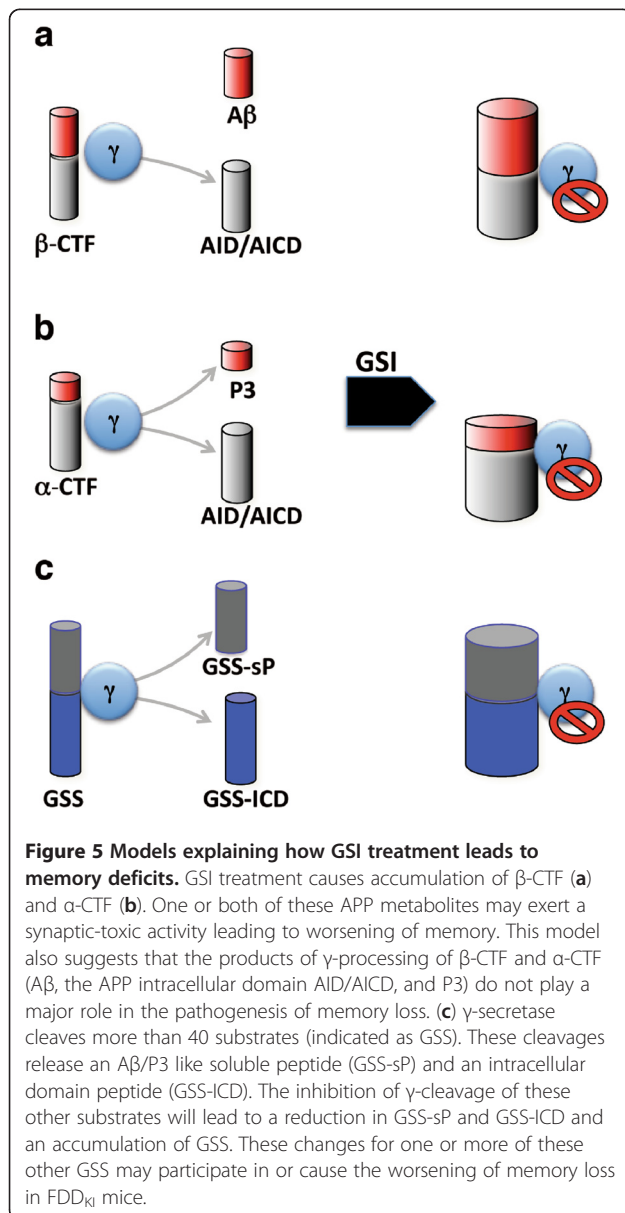 a
Aβ
γ
γ
β-CTF
AID/AICD
b
GSI
P3
γ
γ
α-CTF
AID/AICD
c
GSS-sP
γ
γ
GSS
GSS-ICD
Figure 5 Models explaining how GSI treatment leads to
memory deficits. GSI treatment causes accumulation of β-CTF (a)
and α-CTF (b). One or both of these APP metabolites may exert a
synaptic-toxic activity leading to worsening of memory. This model
also suggests that the products of γ-processing of β-CTF and α-CTF
(Aβ, the APP intracellular domain AID/AICD, and P3) do not play a
major role in the pathogenesis of memory loss. (c) γ-secretase
cleaves more than 40 substrates (indicated as GSS). These cleavages
release an Aβ/P3 like soluble peptide (GSS-sP) and an intracellular
domain peptide (GSS-ICD). The inhibition of γ-cleavage of these
other substrates will lead to a reduction in GSS-sP and GSS-ICD and
an accumulation of GSS. These changes for one or more of these
other GSS may participate in or cause the worsening of memory loss
in FDD_KI mice.